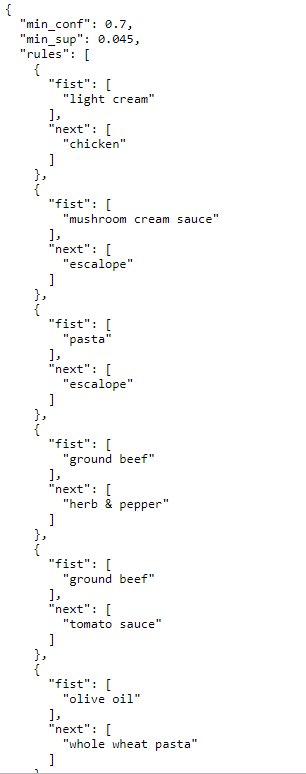 {
  "min_conf": 0.7,
  "min_sup": 0.045,
  "rules": [
    {
      "fist": [
        "light cream"
      ],
      "next": [
        "chicken"
      ]
    },
    {
      "fist": [
        "mushroom cream sauce"
      ],
      "next": [
        "escalope"
      ]
    },
    {
      "fist": [
        "pasta"
      ],
      "next": [
        "escalope"
      ]
    },
    {
      "fist": [
        "ground beef"
      ],
      "next": [
        "herb & pepper"
      ]
    },
    {
      "fist": [
        "ground beef"
      ],
      "next": [
        "tomato sauce"
      ]
    },
    {
      "fist": [
        "olive oil"
      ],
      "next": [
        "whole wheat pasta"
      ]